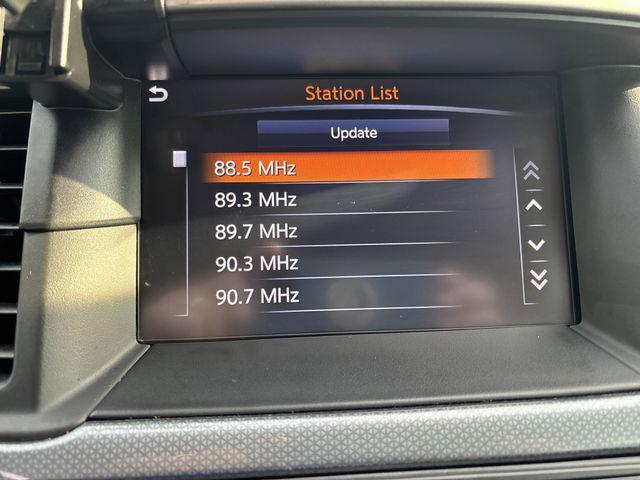 Station List
Update
88.5 MHz
89.3 MHz
89.7 MHz
90.3 MHz
90.7 MHz